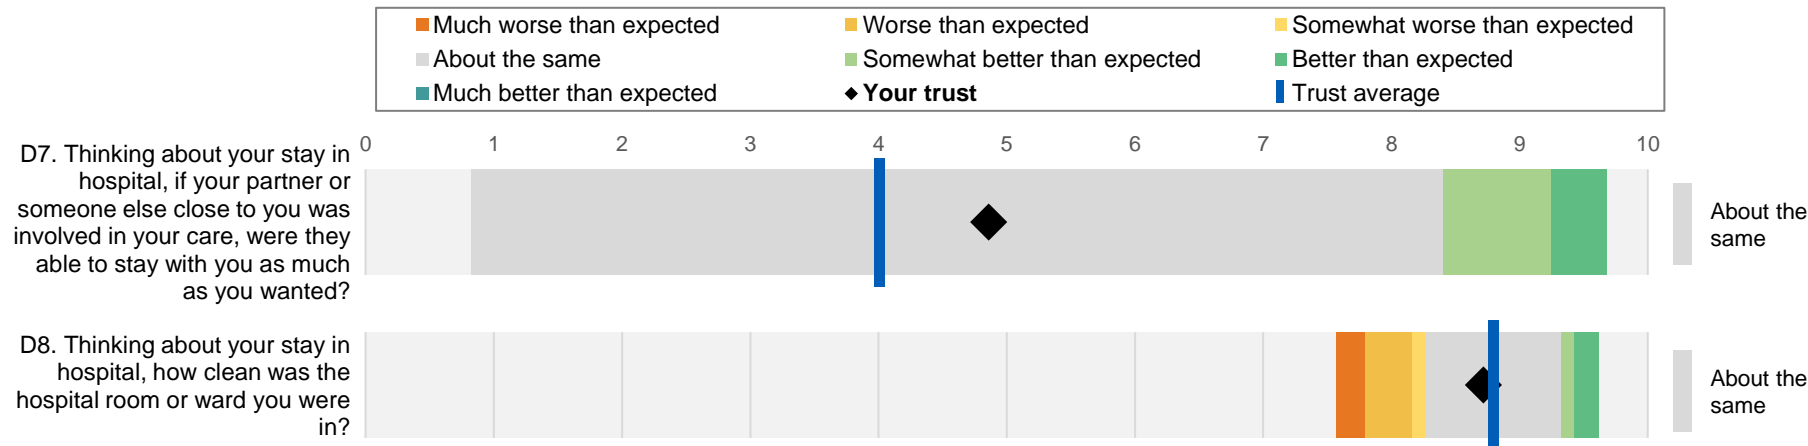 Much worse than expected
Worse than expected
Somewhat worse than expected
About the same
Somewhat better than expected
Better than expected
Much better than expected
Your trust
Trust average
0 1 2 3 4 5 6 7 8 9 10
D7. Thinking about your stay in
hospital, if your partner or
someone else close to you was
involved in your care, were they
able to stay with you as much
as you wanted?
About the
same
D8. Thinking about your stay in
hospital, how clean was the
hospital room or ward you were
in?
About the
same